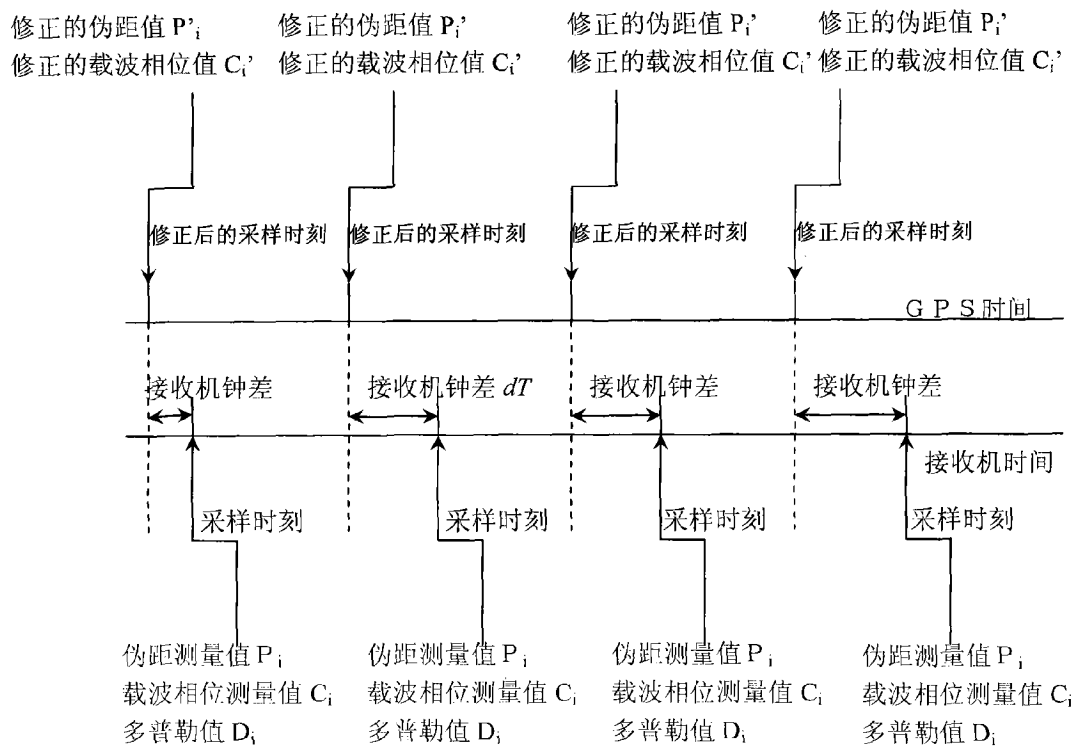 修正的伪距值 P’i 修正的伪距值 Pi’ 修正的伪距值 Pi’ 修正的伪距值 Pi’
修正的载波相位值 Ci’ 修正的载波相位值 Ci’ 修正的载波相位值 Ci’ 修正的载波相位值 Ci’
修正后的采样时刻 修正后的采样时刻 修正后的采样时刻 修正后的采样时刻
GPS时间
接收机钟差 接收机钟差 dT 接收机钟差 接收机钟差
接收机时间
采样时刻 采样时刻 采样时刻 采样时刻
伪距测量值 Pi 伪距测量值 Pi 伪距测量值 Pi 伪距测量值 Pi
载波相位测量值 Ci 载波相位测量值 Ci 载波相位测量值 Ci 载波相位测量值 Ci
多普勒值 Di 多普勒值 Di 多普勒值 Di 多普勒值 Di